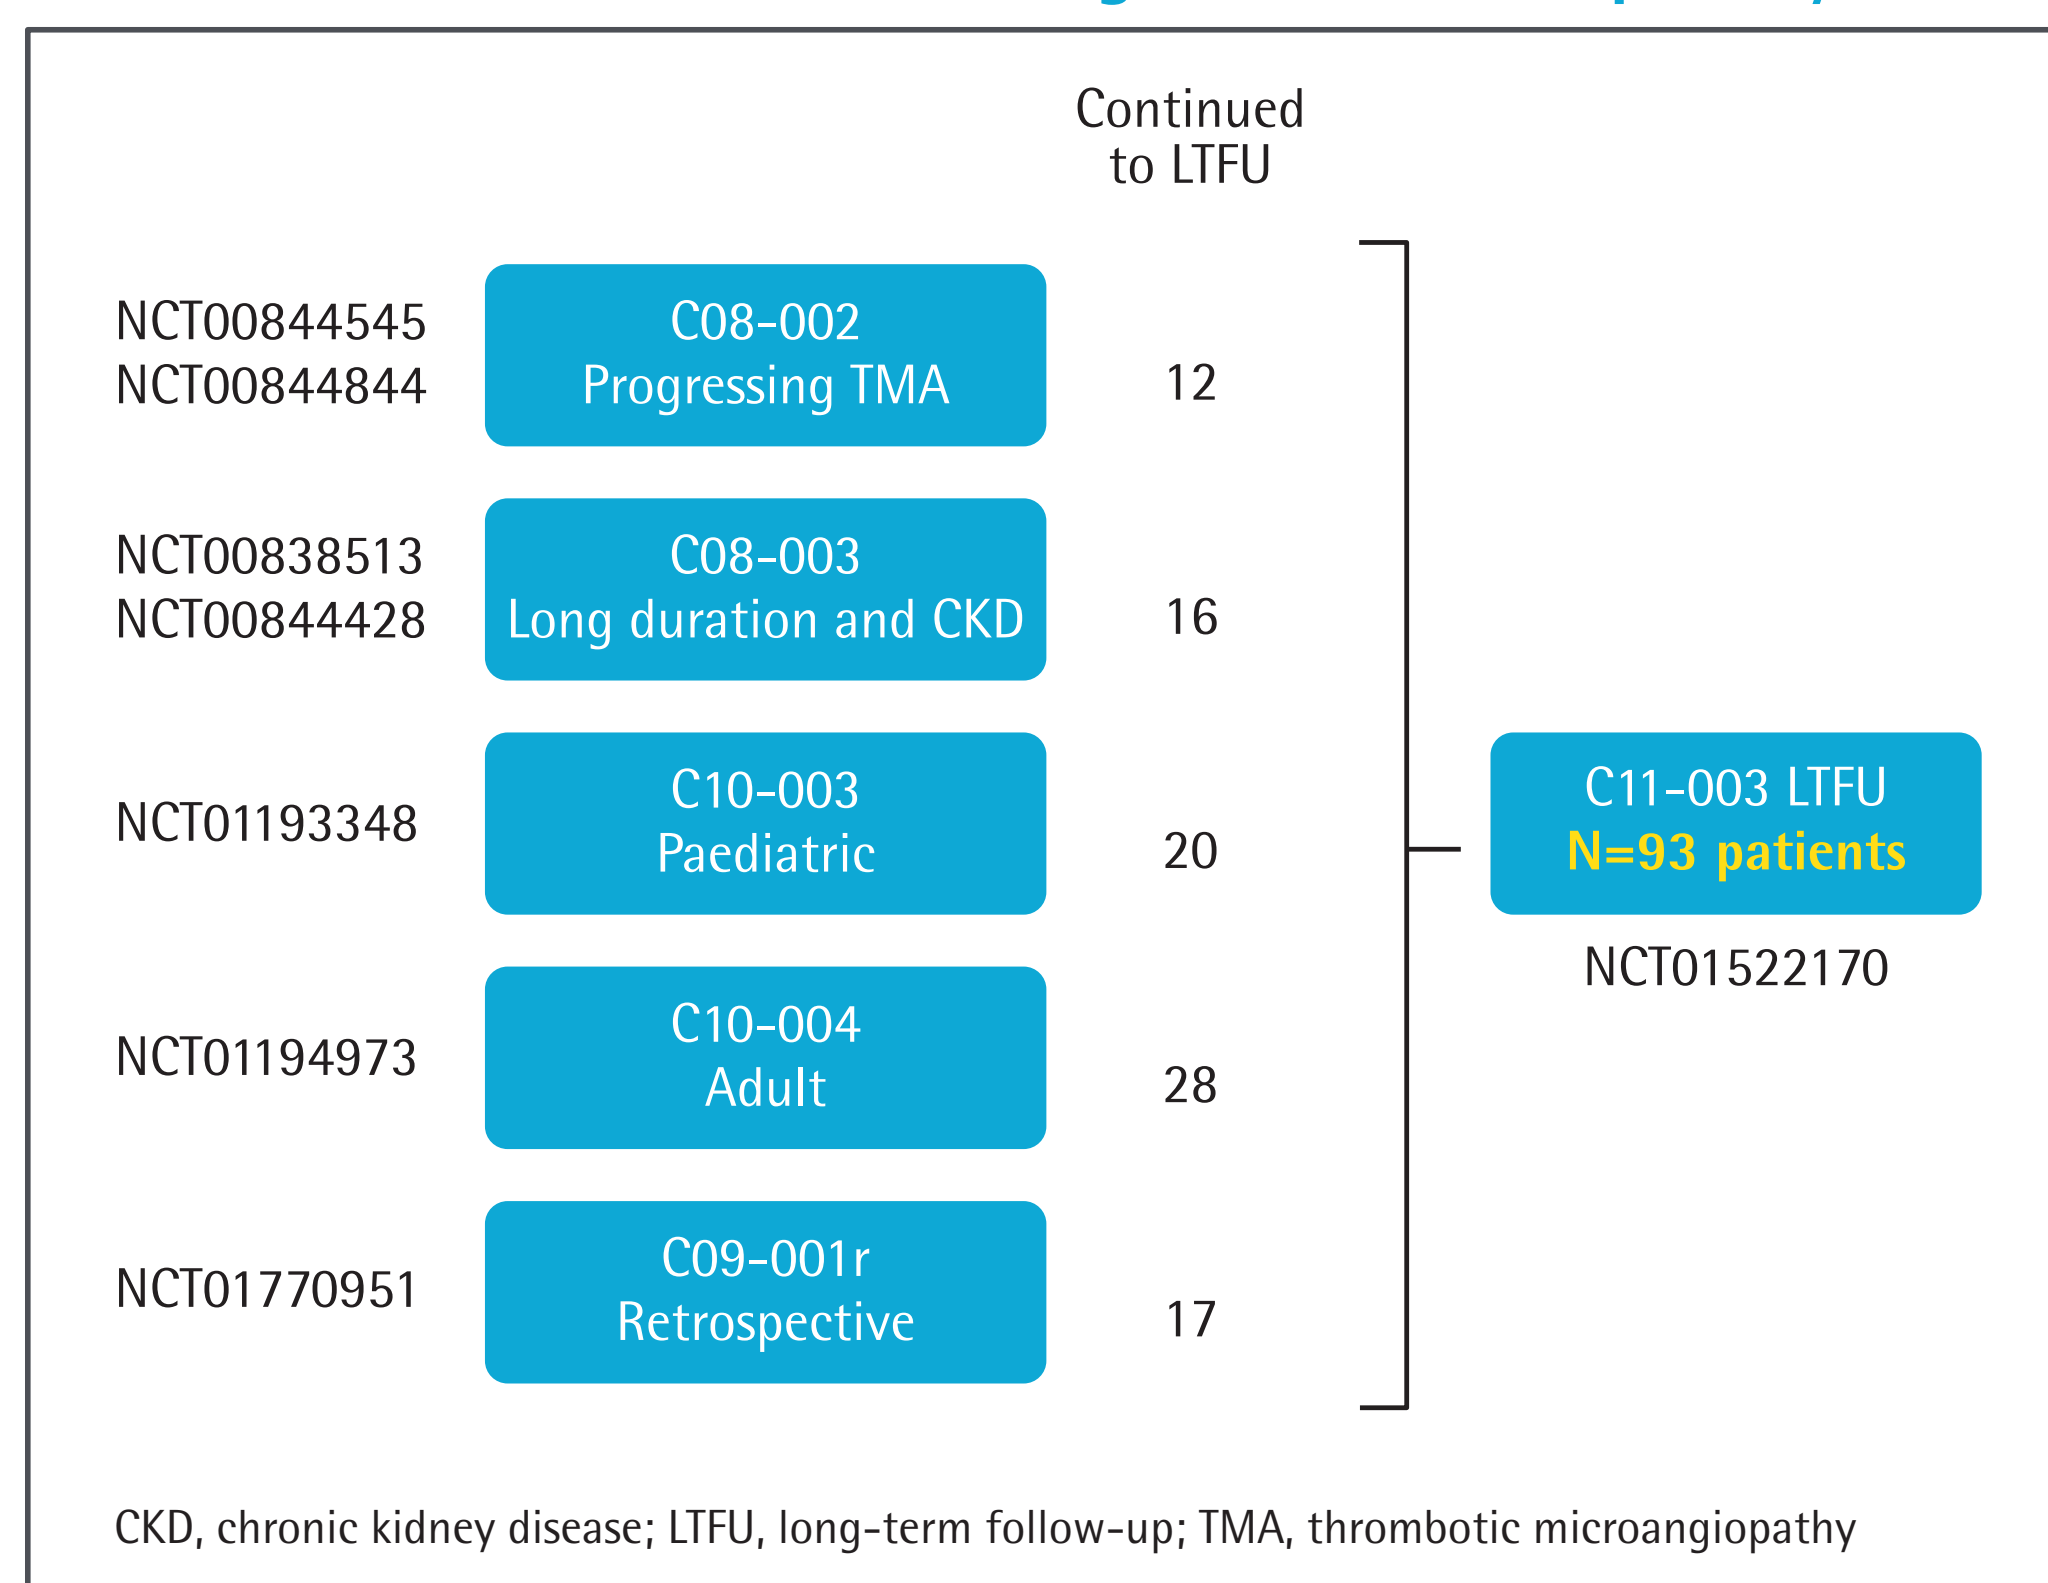 Continued
to LTFU
NCT00844545
NCT00844844
C08-002
Progressing TMA
12
NCT00838513
NCT00844428
C08-003
Long duration and CKD
16
NCT01193348
C10-003
Paediatric
20
NCT01194973
C10-004
Adult
28
NCT01770951
C09-001r
Retrospective
17
C11-003 LTFU
N=93 patients
NCT01522170
CKD, chronic kidney disease; LTFU, long-term follow-up; TMA, thrombotic microangiopathy